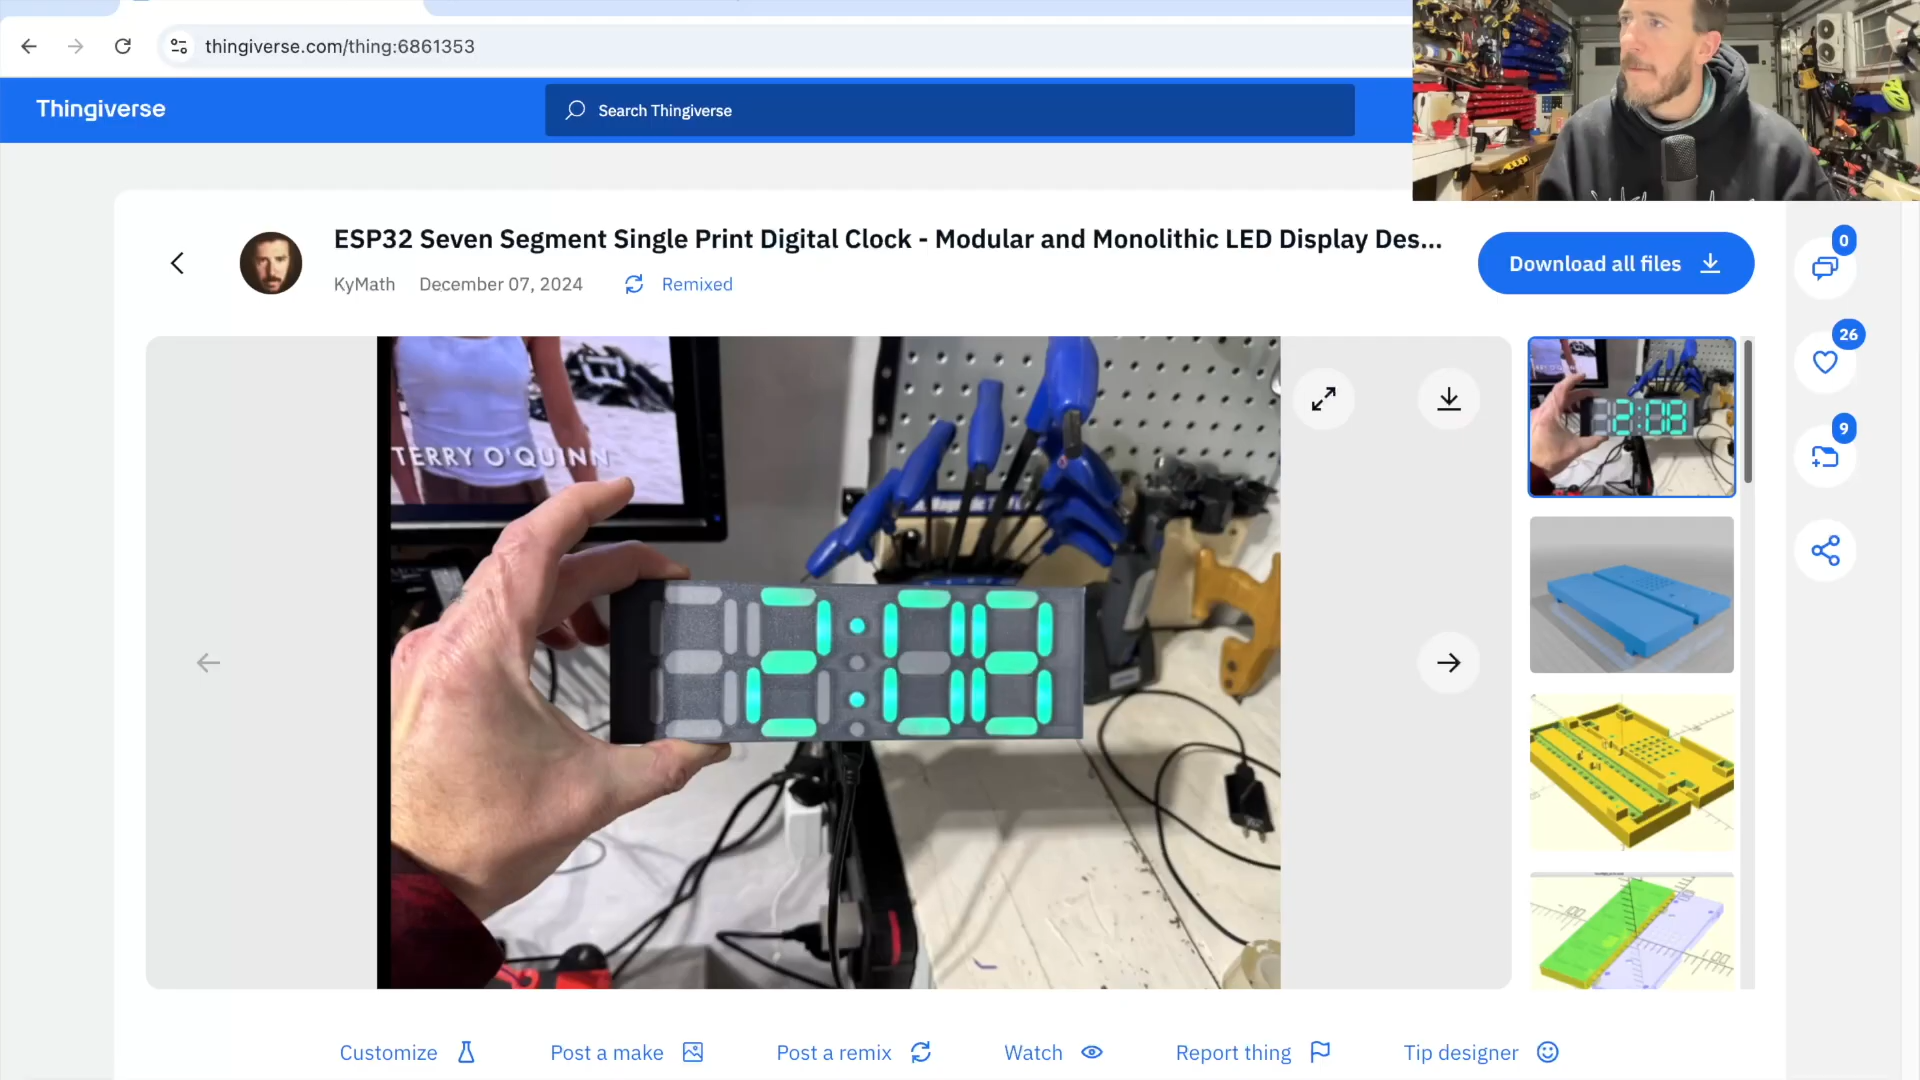 thingiverse.com/thing:6861353
Thingiverse
Search Thingiverse
ESP32 Seven Segment Single Print Digital Clock - Modular and Monolithic LED Display Des...
KyMath December 07, 2024 Remixed
Download all files
0
26
9
TERRY O'QUINN
2:08
Customize
Post a make
Post a remix
Watch
Report thing
Tip designer